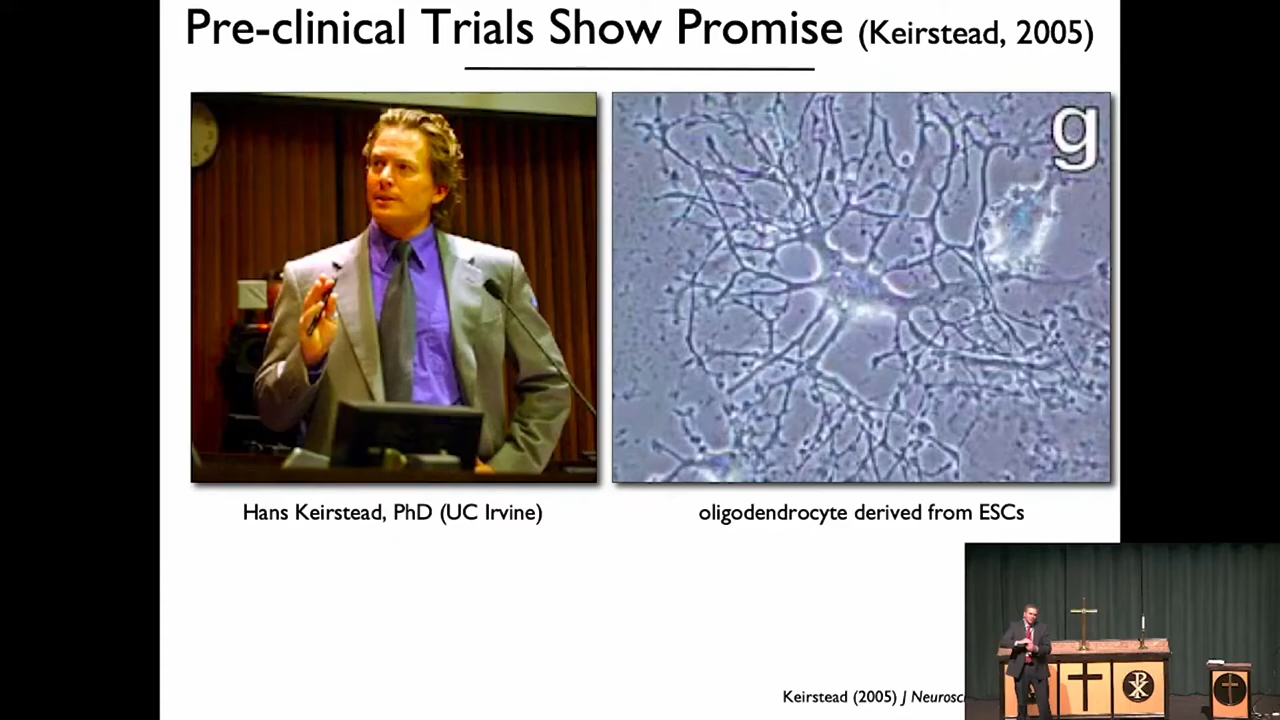 Pre-clinical Trials Show Promise (Keirstead, 2005)
g
Hans Keirstead, PhD (UC Irvine)
oligodendrocyte derived from ESCs
Keirstead (2005) J Neurosc